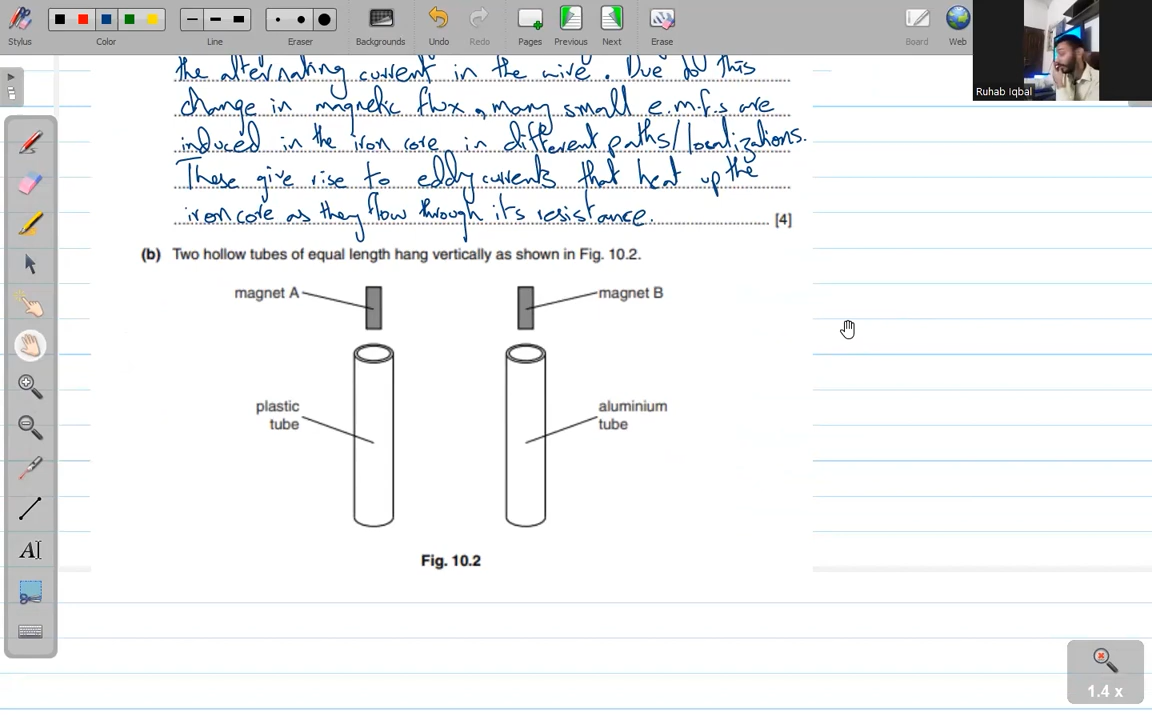 Stylus
Color
Line
Eraser
Backgrounds
Undo
Redo
Pages
Previous
Next
Erase
Board
Web
Ruhab Iqbal
the alternating current in the wire. Due to this
change in magnetic flux, many small e.m.f.s are
induced in the iron core in different paths/localizations.
These give rise to eddy currents that heat up the
iron core as they flow through its resistance. [4]
(b) Two hollow tubes of equal length hang vertically as shown in Fig. 10.2.
magnet A
magnet B
plastic
tube
aluminium
tube
Fig. 10.2
A
1.4 x